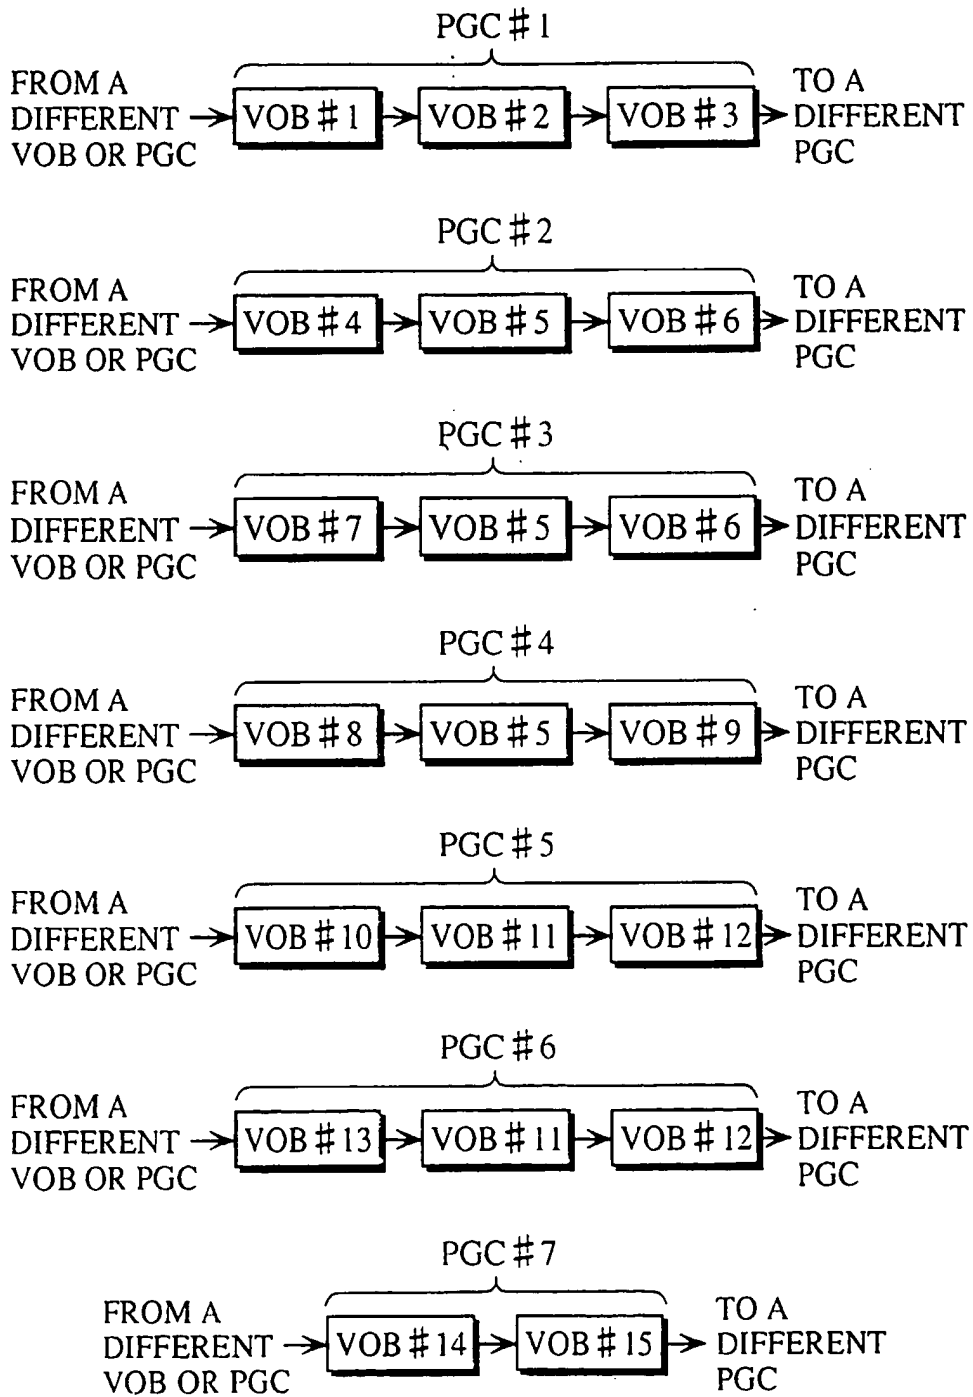 PGC #1
FROM A
DIFFERENT
VOB OR PGC
VOB #1
VOB #2
VOB #3
TO A
DIFFERENT
PGC
PGC #2
FROM A
DIFFERENT
VOB OR PGC
VOB #4
VOB #5
VOB #6
TO A
DIFFERENT
PGC
PGC #3
FROM A
DIFFERENT
VOB OR PGC
VOB #7
VOB #5
VOB #6
TO A
DIFFERENT
PGC
PGC #4
FROM A
DIFFERENT
VOB OR PGC
VOB #8
VOB #5
VOB #9
TO A
DIFFERENT
PGC
PGC #5
FROM A
DIFFERENT
VOB OR PGC
VOB #10
VOB #11
VOB #12
TO A
DIFFERENT
PGC
PGC #6
FROM A
DIFFERENT
VOB OR PGC
VOB #13
VOB #11
VOB #12
TO A
DIFFERENT
PGC
PGC #7
FROM A
DIFFERENT
VOB OR PGC
VOB #14
VOB #15
TO A
DIFFERENT
PGC